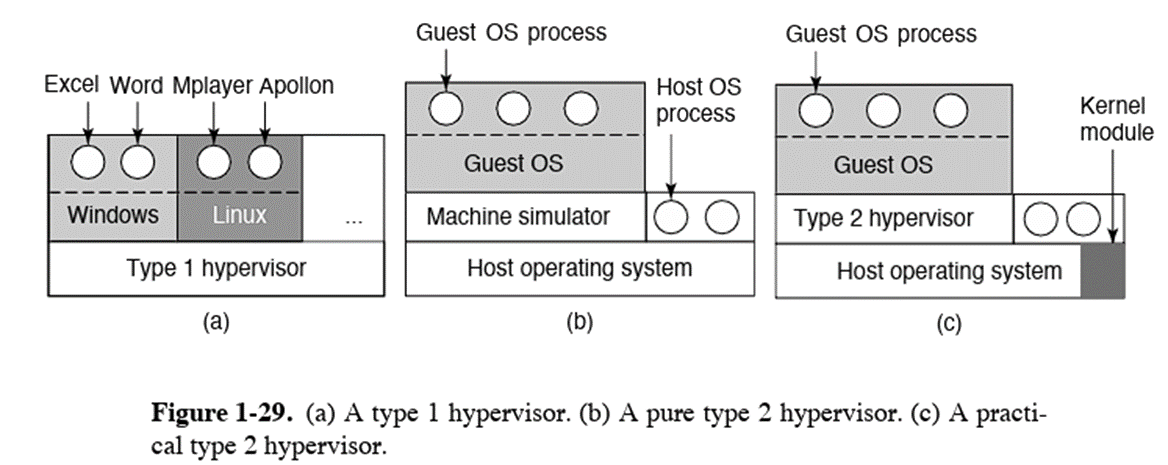 Excel Word Mplayer Apollon
Windows
Linux
...
Type 1 hypervisor
(a)
Guest OS process
Guest OS
Machine simulator
Host OS
process
Host operating system
(b)
Guest OS process
Guest OS
Type 2 hypervisor
Kernel
module
Host operating system
(c)
Figure 1-29. (a) A type 1 hypervisor. (b) A pure type 2 hypervisor. (c) A practi-
cal type 2 hypervisor.